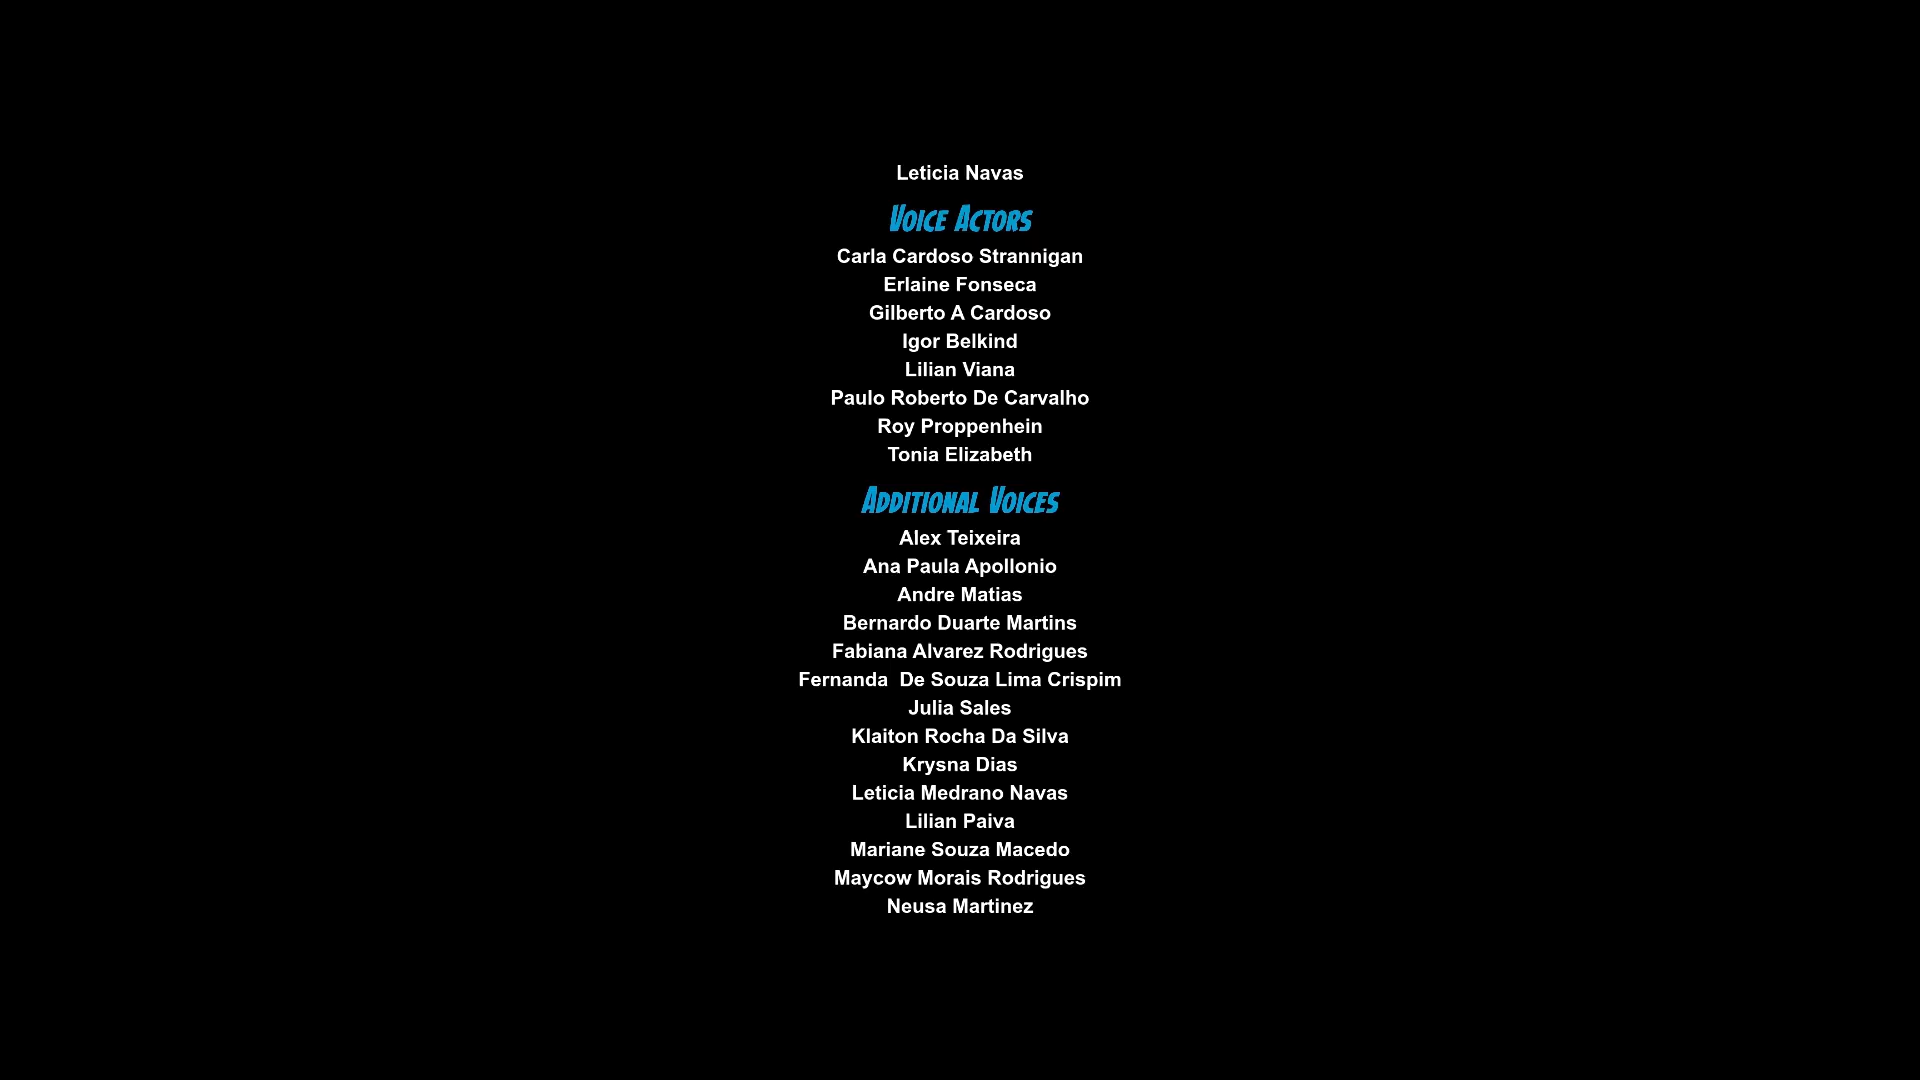 Leticia Navas
Voice Actors
Carla Cardoso Strannigan
Erlaine Fonseca
Gilberto A Cardoso
Igor Belkind
Lilian Viana
Paulo Roberto De Carvalho
Roy Proppenhein
Tonia Elizabeth
Additional Voices
Alex Teixeira
Ana Paula Apollonio
Andre Matias
Bernardo Duarte Martins
Fabiana Alvarez Rodrigues
Fernanda  De Souza Lima Crispim
Julia Sales
Klaiton Rocha Da Silva
Krysna Dias
Leticia Medrano Navas
Lilian Paiva
Mariane Souza Macedo
Maycow Morais Rodrigues
Neusa Martinez